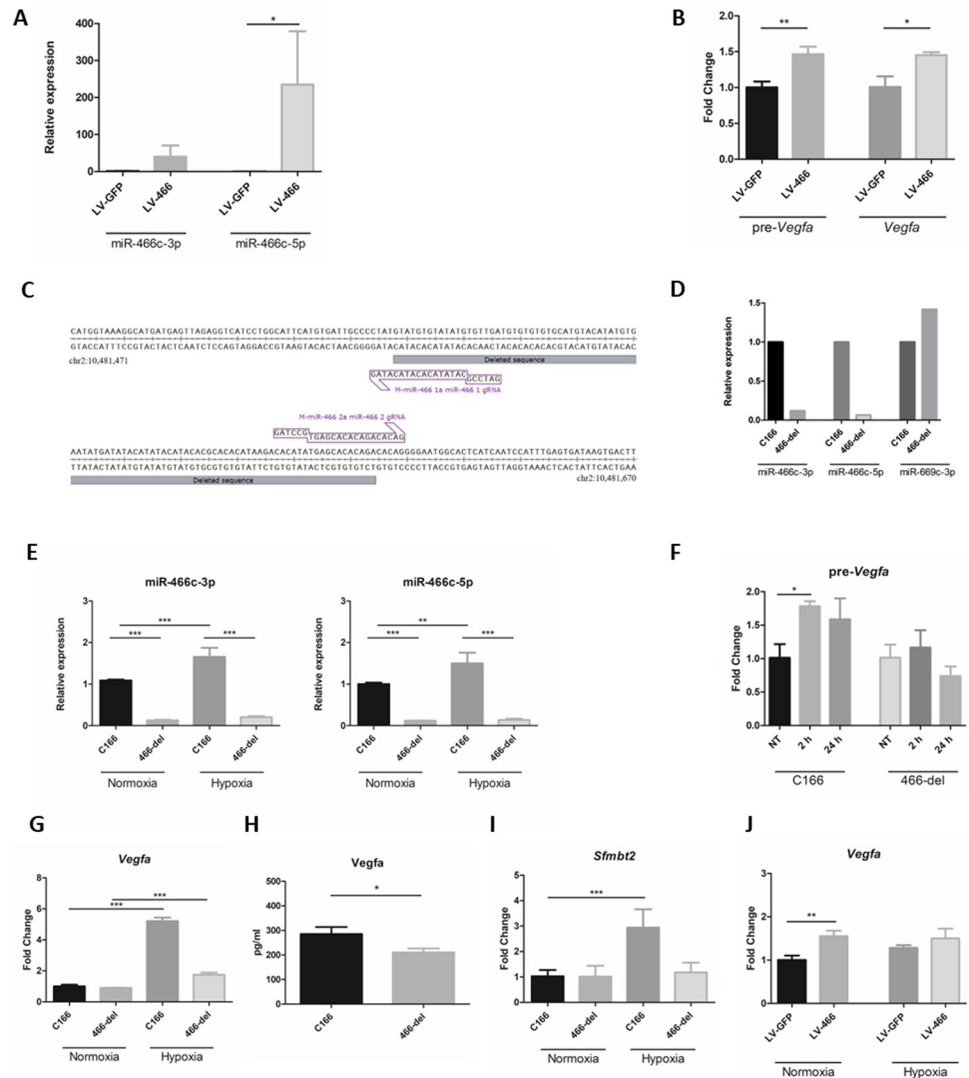 A
400
300
200
100
0
Relative expression
*
LV-GFP
LV-466
LV-GFP
LV-466
miR-466c-3p
miR-466c-5p
B
2.0
1.5
1.0
0.5
0.0
Fold Change
**
*
LV-GFP
LV-466
LV-GFP
LV-466
pre-Vegfa
Vegfa
C
CATGGTAAAGGCATGATGAGTTAGAGGTCATCCTGGCATTCATGTGATTGCCCCTATGTATGTGTATATGTGTTGATGTGTGTGTGCATGTACATATGTG
GTACCATTTCCGTACTACTCAATCTCCAGTAGGACCGTAAGTACACTAACGGGGATACATACACATATACACAACTACACACACACGTACATGTATACAC
chr2:10,481,471
Deleted sequence
GATACATACACATATAC
GCCTAG
M-miR-466 1a miR-466 1 gRNA
M-miR-466 2a miR-466 2 gRNA
GATCCG
TGAGCACACAGACACAG
AATATGATATACATATACATACACGCACACATAAGACACATATGAGCACACAGACACAGGGGAATGGCACTCATCAATCCATTTGAGTGATAAGTGACTT
TTATACTATATGTATATGTATGTGCGTGTGTATTCTGTGTATACTCGTGTGTCTGTGTCCCCTTACCGTGAGTAGTTAGGTAAACTCACTATTCACTGAA
Deleted sequence
chr2:10,481,670
D
1.5
1.0
0.5
0.0
Relative expression
C166
466-del
C166
466-del
C166
466-del
miR-466c-3p
miR-466c-5p
miR-669c-3p
E
miR-466c-3p
3
2
1
0
Relative expression
***
***
***
C166
466-del
C166
466-del
Normoxia
Hypoxia
miR-466c-5p
3
2
1
0
Relative expression
**
***
***
C166
466-del
C166
466-del
Normoxia
Hypoxia
F
pre-Vegfa
2.0
1.5
1.0
0.5
0.0
Fold Change
*
NT
2 h
24 h
NT
2 h
24 h
C166
466-del
G
Vegfa
8
6
4
2
0
Fold Change
***
***
C166
466-del
C166
466-del
Normoxia
Hypoxia
H
Vegfa
500
400
300
200
100
0
pg/ml
*
C166
466-del
I
Sfmbt2
5
4
3
2
1
0
Fold Change
***
C166
466-del
C166
466-del
Normoxia
Hypoxia
J
Vegfa
3
2
1
0
Fold Change
**
LV-GFP
LV-466
LV-GFP
LV-466
Normoxia
Hypoxia